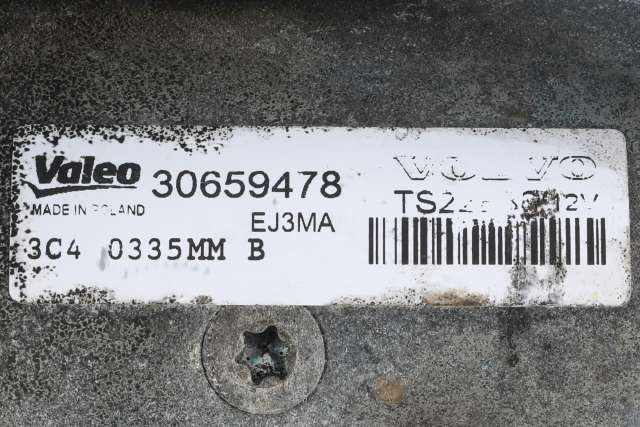 Valeo 30659478 VOLVO
MADE IN POLAND EJ3MA
3C4 0335MM B